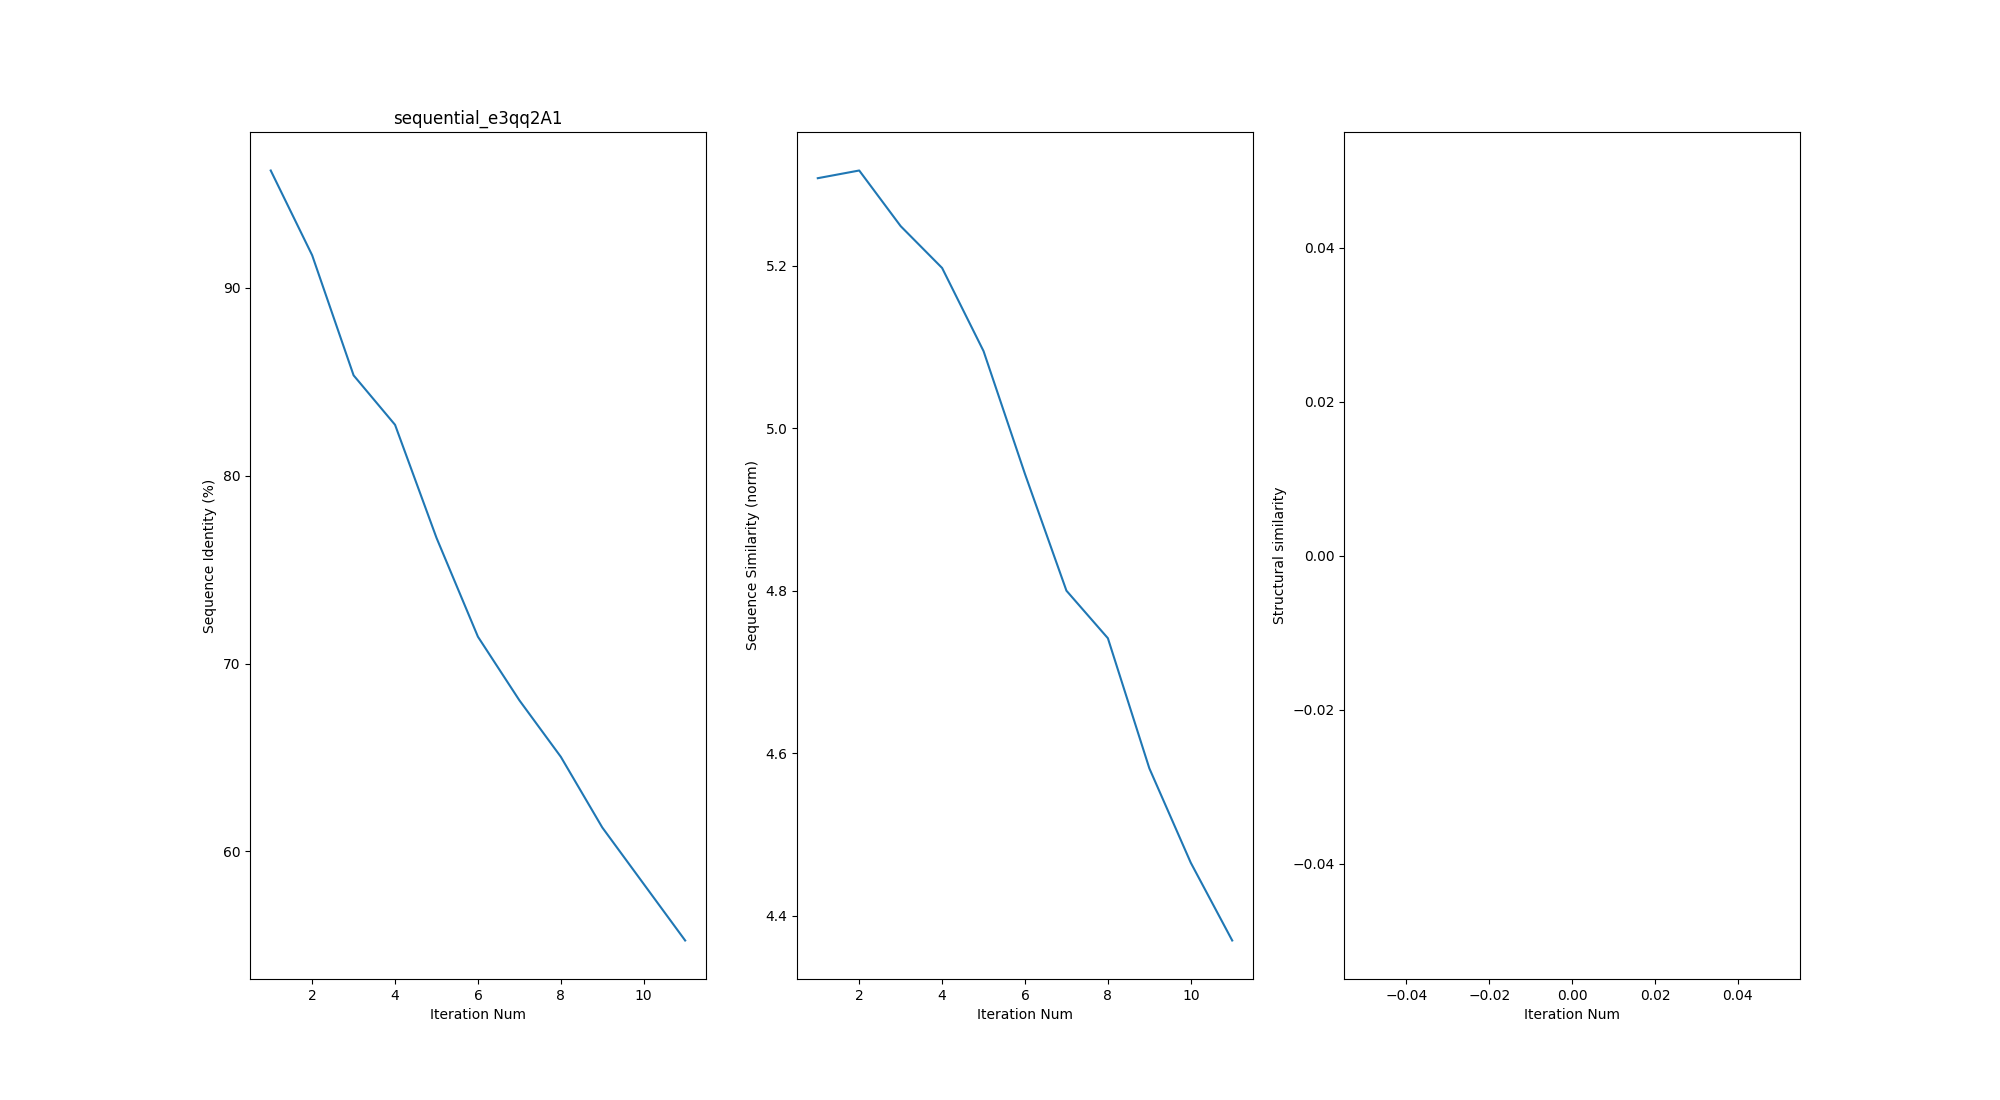 sequential_e3qq2A1
Sequence Identity (%)
90
80
70
60
2 4 6 8 10
Iteration Num
Sequence Similarity (norm)
5.2
5.0
4.8
4.6
4.4
2 4 6 8 10
Iteration Num
Structural similarity
0.04
0.02
0.00
−0.02
−0.04
−0.04 −0.02 0.00 0.02 0.04
Iteration Num